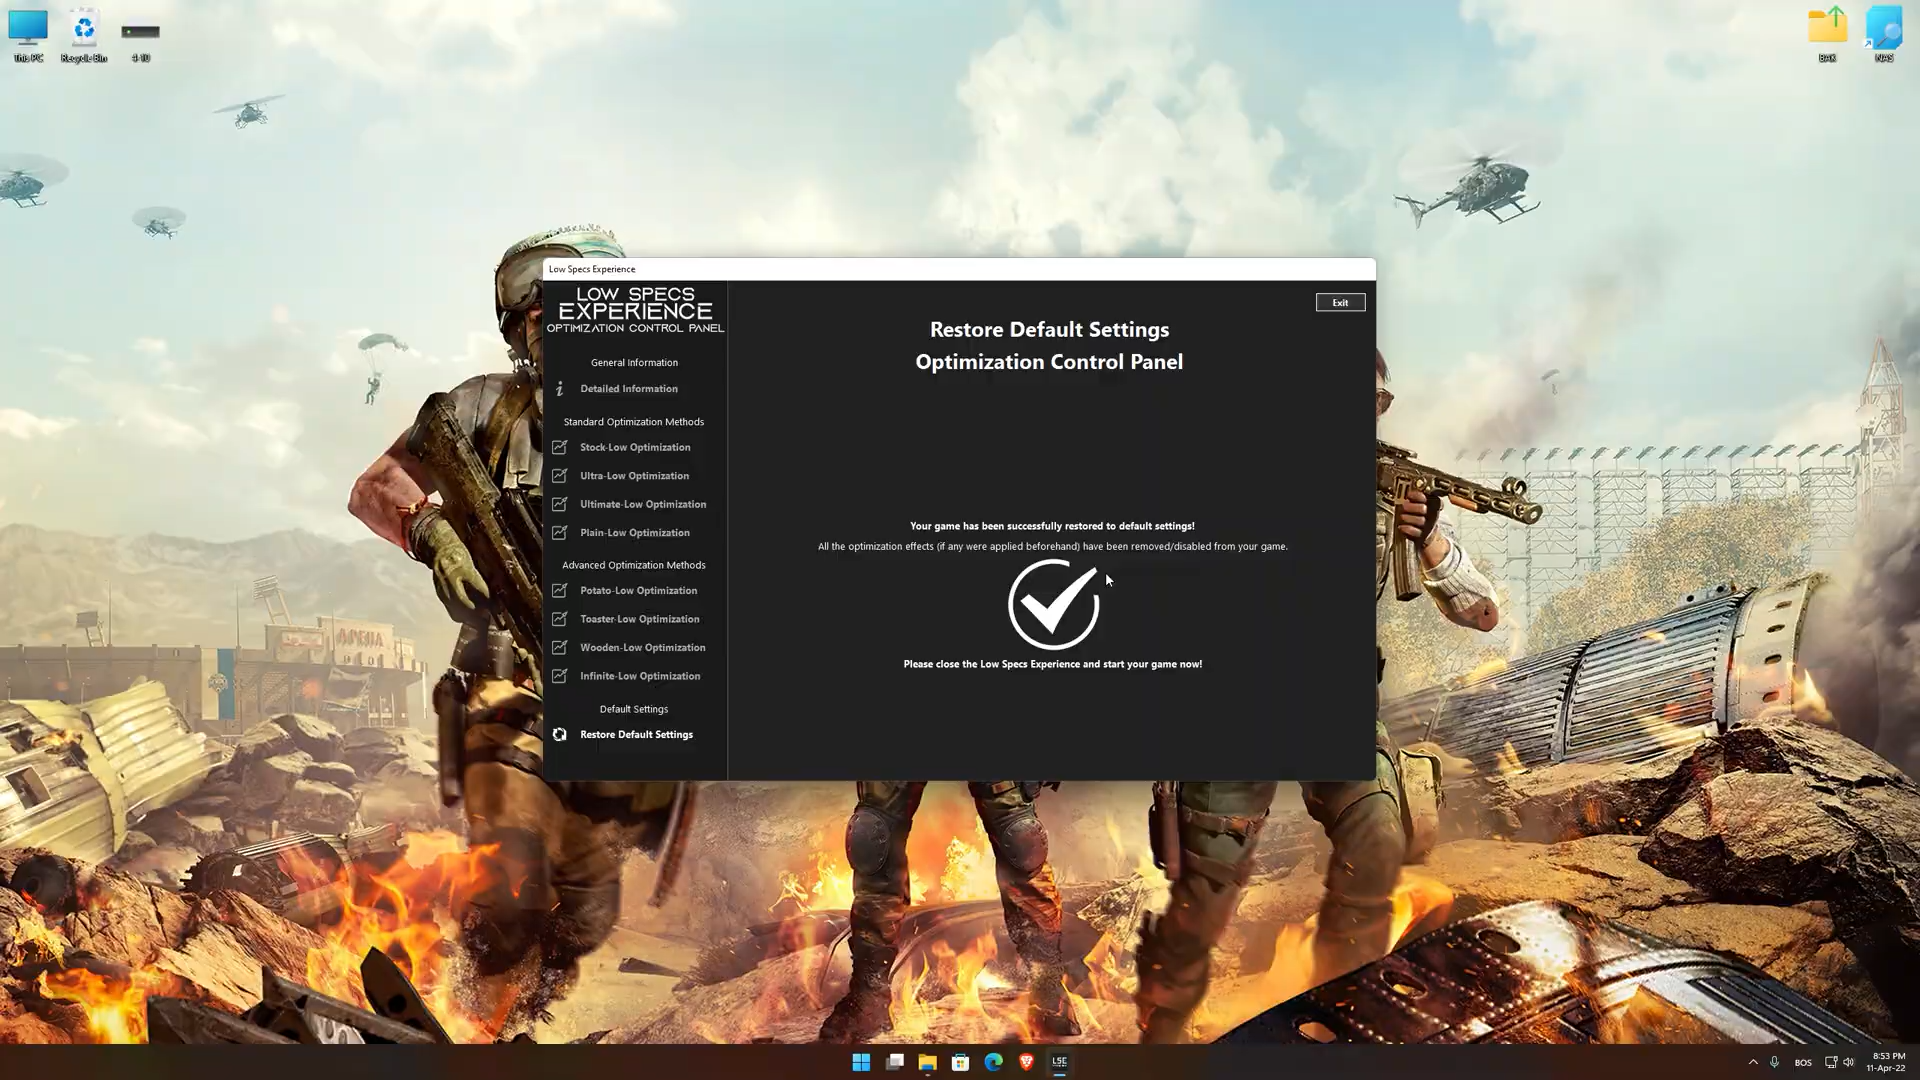 This PC
Recycle Bin
4-10
BAK
NAS
Low Specs Experience
LOW SPECS
EXPERIENCE
OPTIMIZATION CONTROL PANEL
General Information
Detailed Information
Standard Optimization Methods
Stock-Low Optimization
Ultra-Low Optimization
Ultimate-Low Optimization
Plain-Low Optimization
Advanced Optimization Methods
Potato-Low Optimization
Toaster-Low Optimization
Wooden-Low Optimization
Infinite-Low Optimization
Default Settings
Restore Default Settings
Exit
Restore Default Settings
Optimization Control Panel
Your game has been successfully restored to default settings!
All the optimization effects (if any were applied beforehand) have been removed/disabled from your game.
Please close the Low Specs Experience and start your game now!
ARENA
LSE
BOS
8:53 PM
11-Apr-22